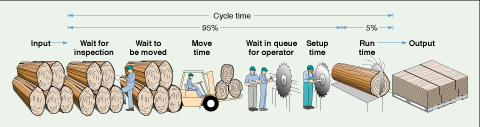 Cycle time
95%
5%
Input
Wait for
inspection
Wait to
be moved
Move
time
Wait in queue
for operator
Setup
time
Run
time
Output